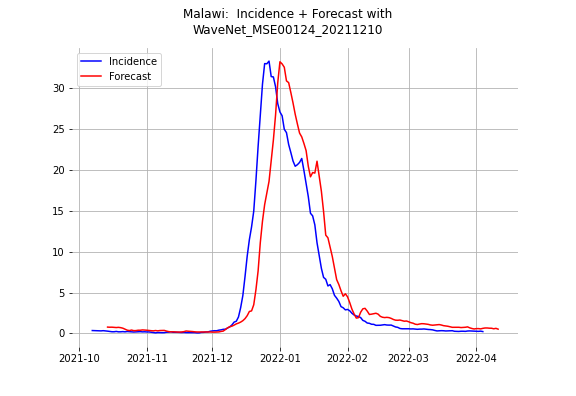 Malawi:  Incidence + Forecast with
WaveNet_MSE00124_20211210
Incidence
Forecast
30
25
20
15
10
5
0
2021-10 2021-11 2021-12 2022-01 2022-02 2022-03 2022-04